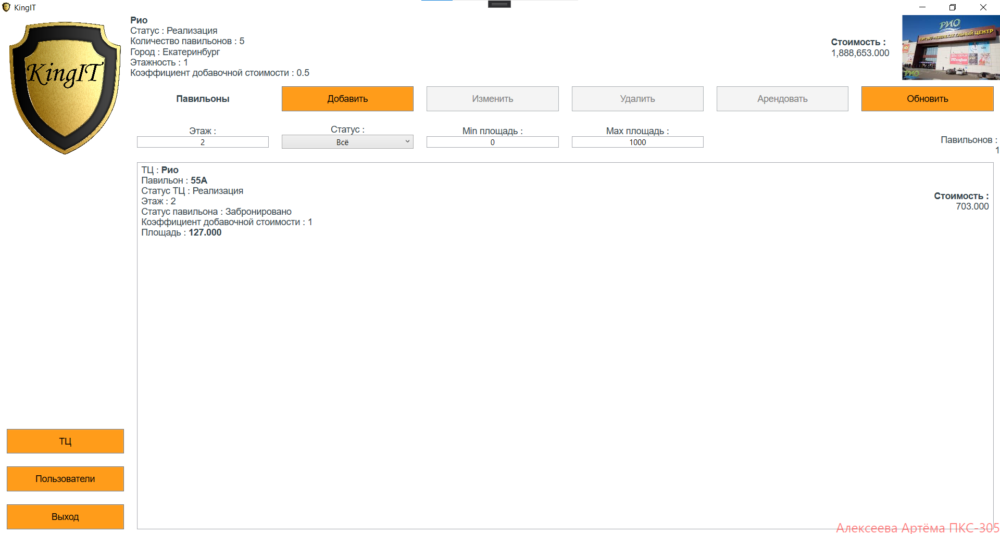 KingIT
KingIT
Рио
Статус : Реализация
Количество павильонов : 5
Город : Екатеринбург
Этажность : 1
Коэффициент добавочной стоимости : 0.5
Стоимость :
1,888,653.000
РИО
ТОРГОВО-РАЗВЛЕКАТЕЛЬНЫЙ ЦЕНТР
Мофа
РИО
Павильоны
Добавить
Изменить
Удалить
Арендовать
Обновить
Этаж :
2
Статус :
Всё
Min площадь :
0
Max площадь :
1000
Павильонов :
1
ТЦ : Рио
Павильон : 55А
Статус ТЦ : Реализация
Этаж : 2
Статус павильона : Забронировано
Коэффициент добавочной стоимости : 1
Площадь : 127.000
Стоимость :
703.000
ТЦ
Пользователи
Выход
Алексеева Артёма ПКС-305